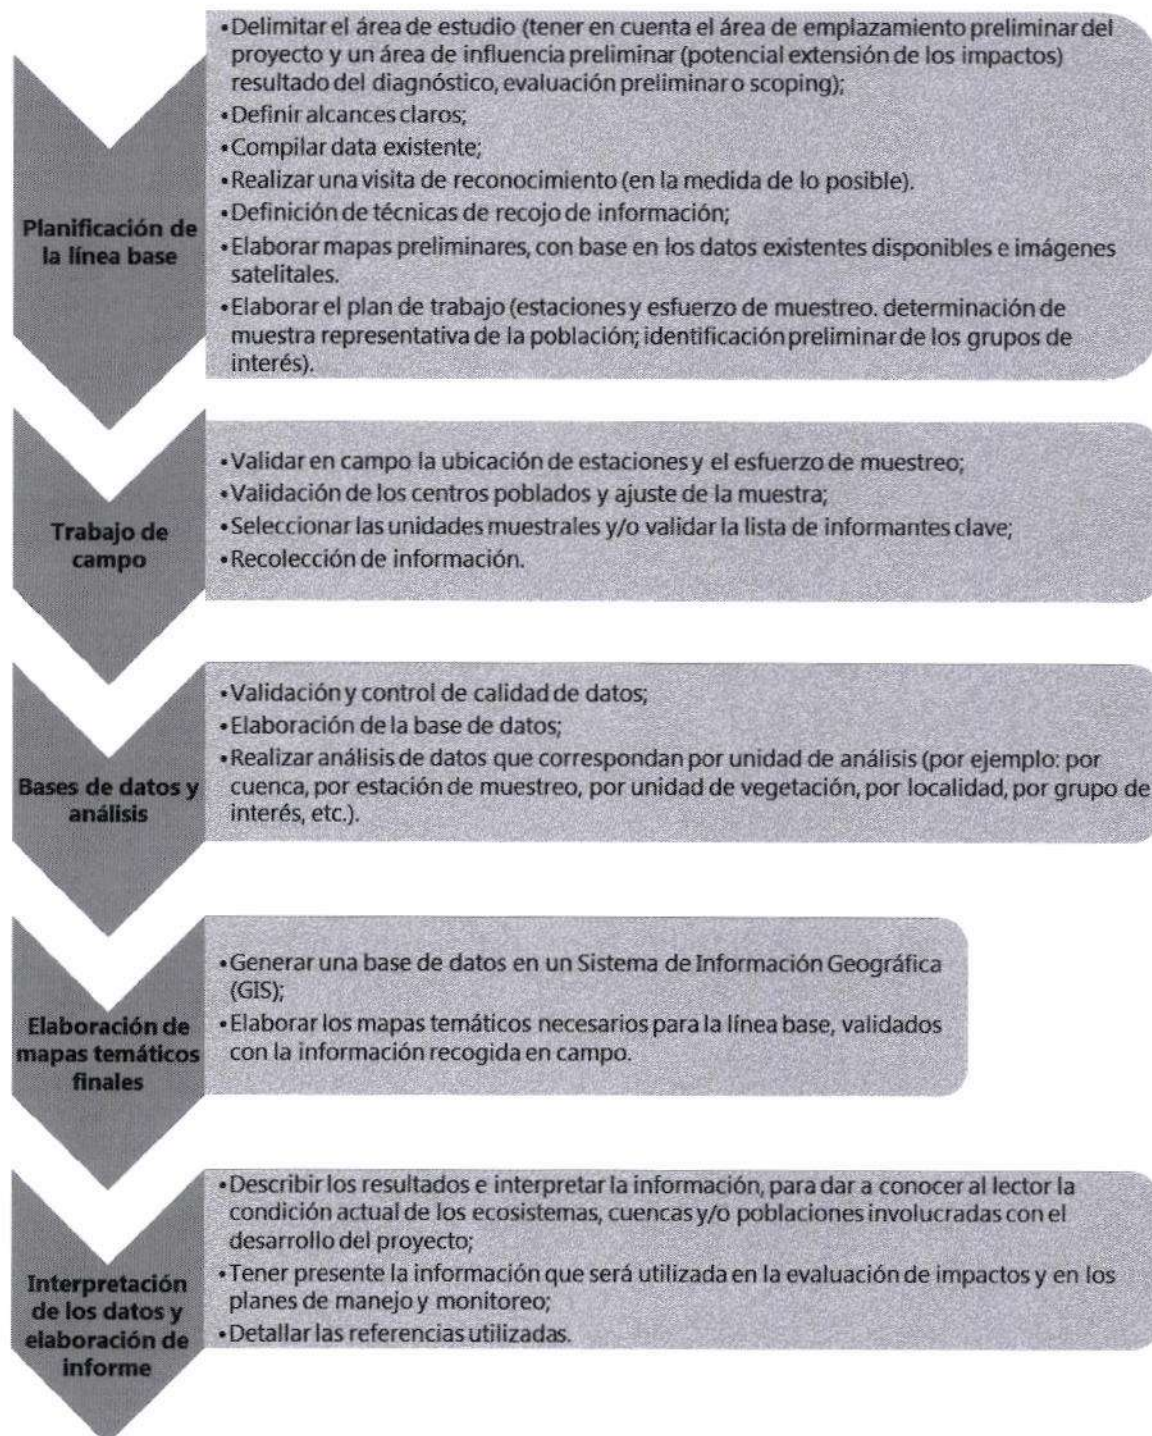 •Delimitar el área de estudio (tener en cuenta el área de emplazamiento preliminar del
proyecto y un área de influencia preliminar (potencial extensión de los impactos)
resultado del diagnóstico, evaluación preliminar o scoping);
•Definir alcances claros;
•Compilar data existente;
•Realizar una visita de reconocimiento (en la medida de lo posible).
•Definición de técnicas de recojo de información;
•Elaborar mapas preliminares, con base en los datos existentes disponibles e imágenes
satelitales.
•Elaborar el plan de trabajo (estaciones y esfuerzo de muestreo. determinación de
muestra representativa de la población; identificación preliminar de los grupos de
interés).
Planificación de
la línea base
•Validar en campo la ubicación de estaciones y el esfuerzo de muestreo;
•Validación de los centros poblados y ajuste de la muestra;
•Seleccionar las unidades muestrales y/o validar la lista de informantes clave;
•Recolección de información.
Trabajo de
campo
•Validación y control de calidad de datos;
•Elaboración de la base de datos;
•Realizar análisis de datos que correspondan por unidad de análisis (por ejemplo: por
cuenca, por estación de muestreo, por unidad de vegetación, por localidad, por grupo de
interés, etc.).
Bases de datos y
análisis
•Generar una base de datos en un Sistema de Información Geográfica
(GIS);
•Elaborar los mapas temáticos necesarios para la línea base, validados
con la información recogida en campo.
Elaboración de
mapas temáticos
finales
•Describir los resultados e interpretar la información, para dar a conocer al lector la
condición actual de los ecosistemas, cuencas y/o poblaciones involucradas con el
desarrollo del proyecto;
•Tener presente la información que será utilizada en la evaluación de impactos y en los
planes de manejo y monitoreo;
•Detallar las referencias utilizadas.
Interpretación
de los datos y
elaboración de
informe